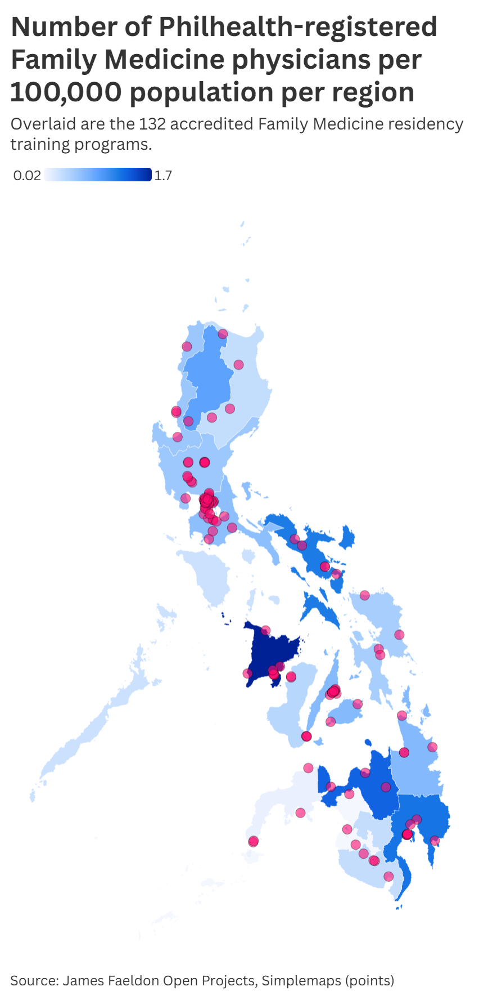 Number of Philhealth-registered
Family Medicine physicians per
100,000 population per region
Overlaid are the 132 accredited Family Medicine residency
training programs.
0.02 1.7
Source: James Faeldon Open Projects, Simplemaps (points)